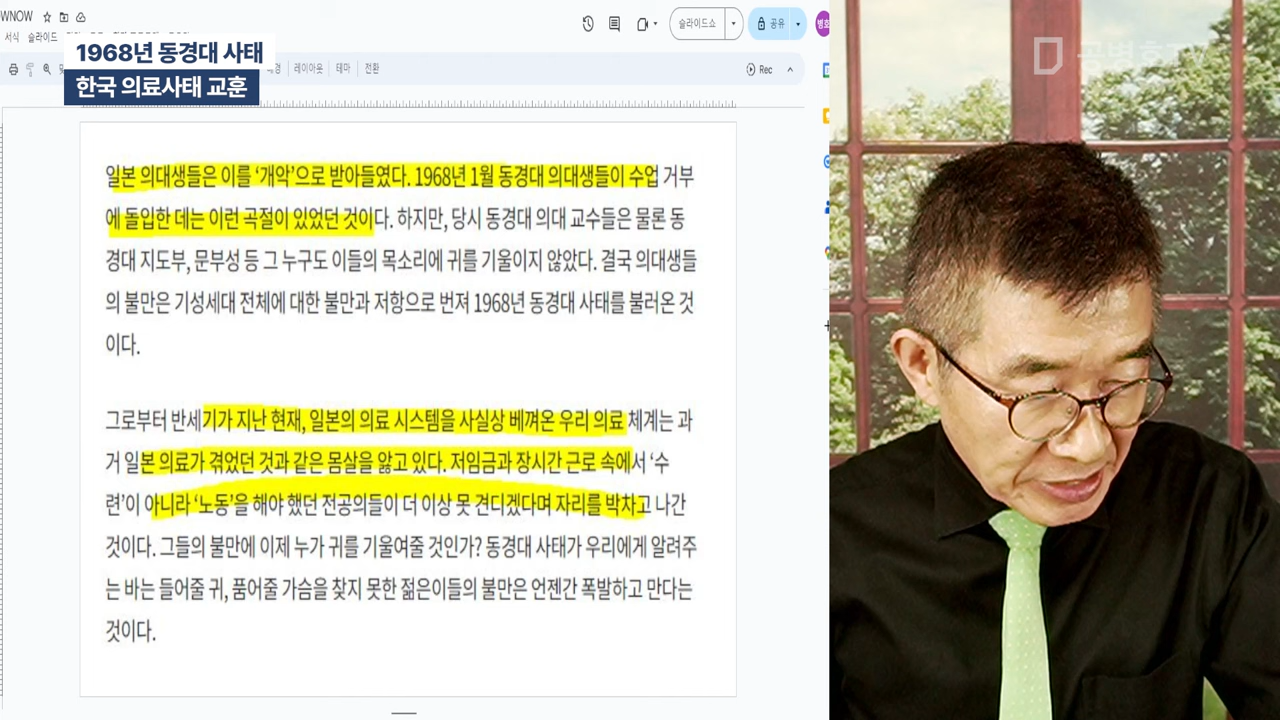 WNOW
서식 슬라이드
슬라이드쇼
공유
병호
1968년 동경대 사태
한국 의료사태 교훈
레이아웃 테마 전환
Rec
공병호TV
일본 의대생들은 이를 ‘개악’으로 받아들였다. 1968년 1월 동경대 의대생들이 수업 거부
에 돌입한 데는 이런 곡절이 있었던 것이다. 하지만, 당시 동경대 의대 교수들은 물론 동
경대 지도부, 문부성 등 그 누구도 이들의 목소리에 귀를 기울이지 않았다. 결국 의대생들
의 불만은 기성세대 전체에 대한 불만과 저항으로 번져 1968년 동경대 사태를 불러온 것
이다.
그로부터 반세기가 지난 현재, 일본의 의료 시스템을 사실상 베껴온 우리 의료 체계는 과
거 일본 의료가 겪었던 것과 같은 몸살을 앓고 있다. 저임금과 장시간 근로 속에서 ‘수
련’이 아니라 ‘노동’을 해야 했던 전공의들이 더 이상 못 견디겠다며 자리를 박차고 나간
것이다. 그들의 불만에 이제 누가 귀를 기울여줄 것인가? 동경대 사태가 우리에게 알려주
는 바는 들어줄 귀, 품어줄 가슴을 찾지 못한 젊은이들의 불만은 언젠간 폭발하고 만다는
것이다.